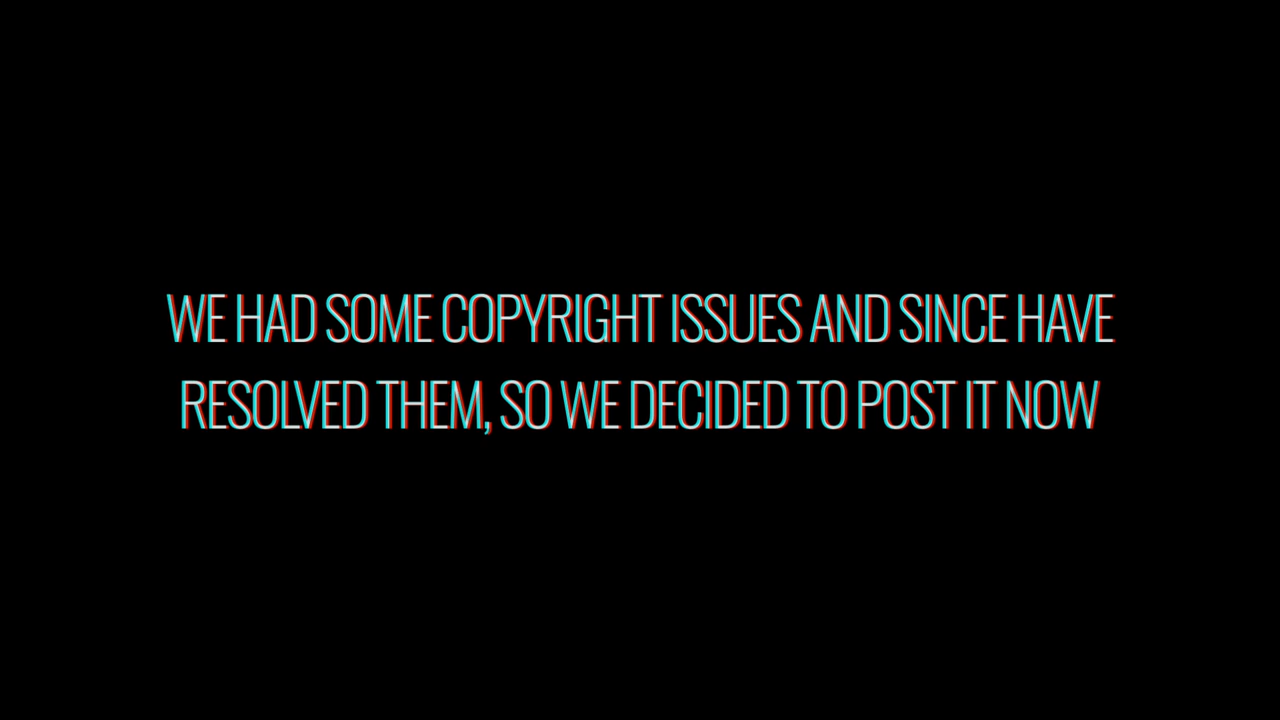 WE HAD SOME COPYRIGHT ISSUES AND SINCE HAVE
RESOLVED THEM, SO WE DECIDED TO POST IT NOW